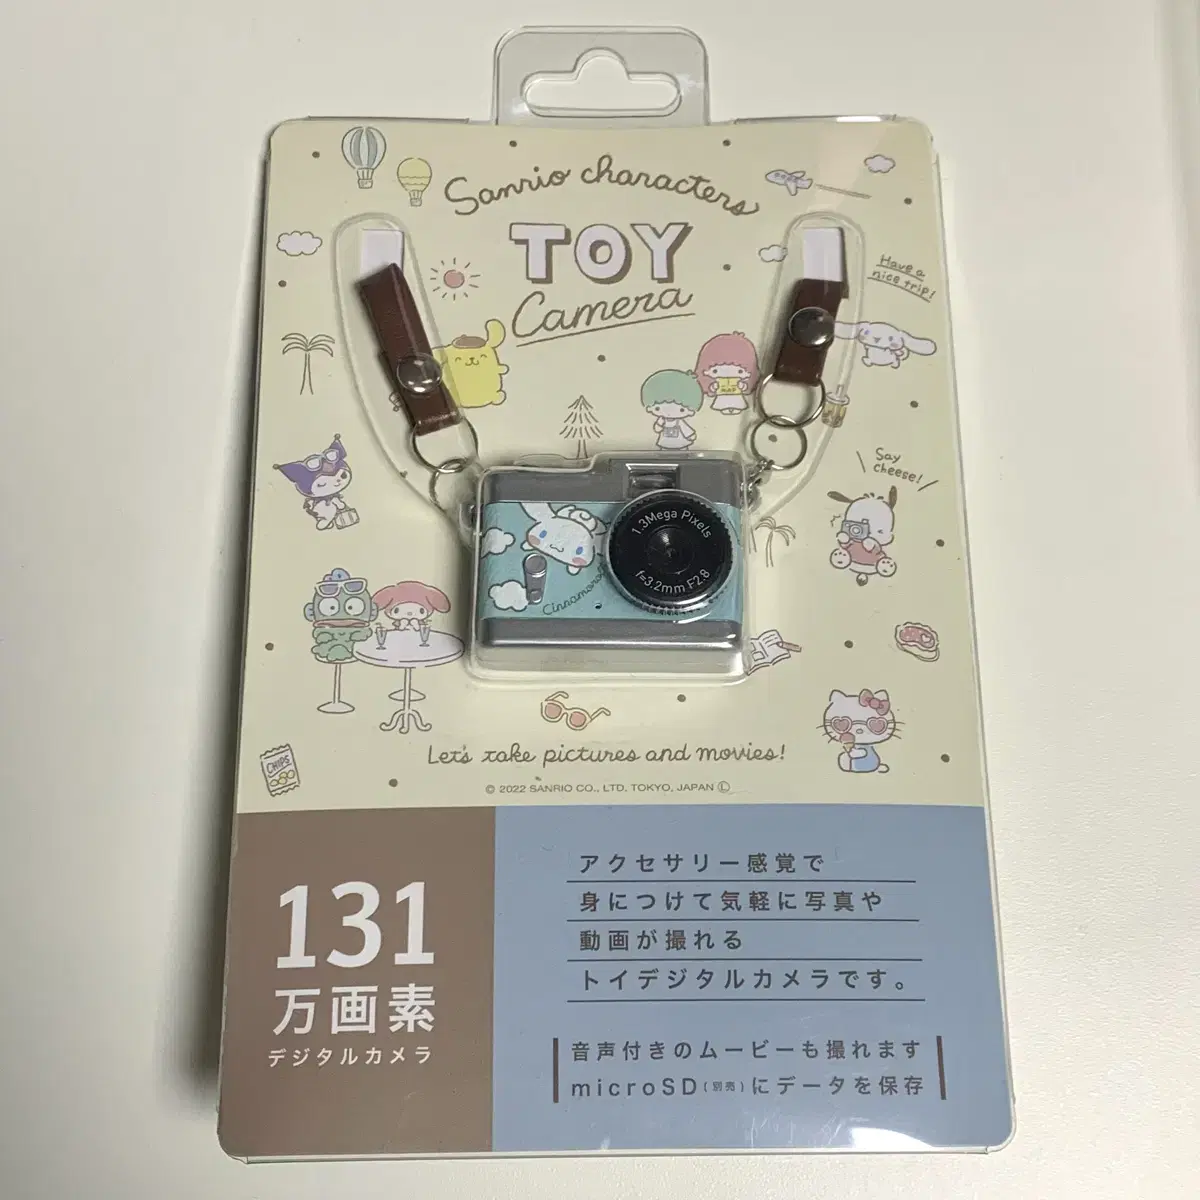 Sanrio characters
TOY
Camera
Have a
nice trip!
Say
cheese!
1.3Mega Pixels
f=3.2mm F2.8
Cinnamoroll
CHIPS
Let's take pictures and movies!
© 2022 SANRIO CO., LTD. TOKYO, JAPAN Ⓛ
131
万画素
デジタルカメラ
アクセサリー感覚で
身につけて気軽に写真や
動画が撮れる
トイデジタルカメラです。
音声付きのムービーも撮れます
microSD(別売)にデータを保存